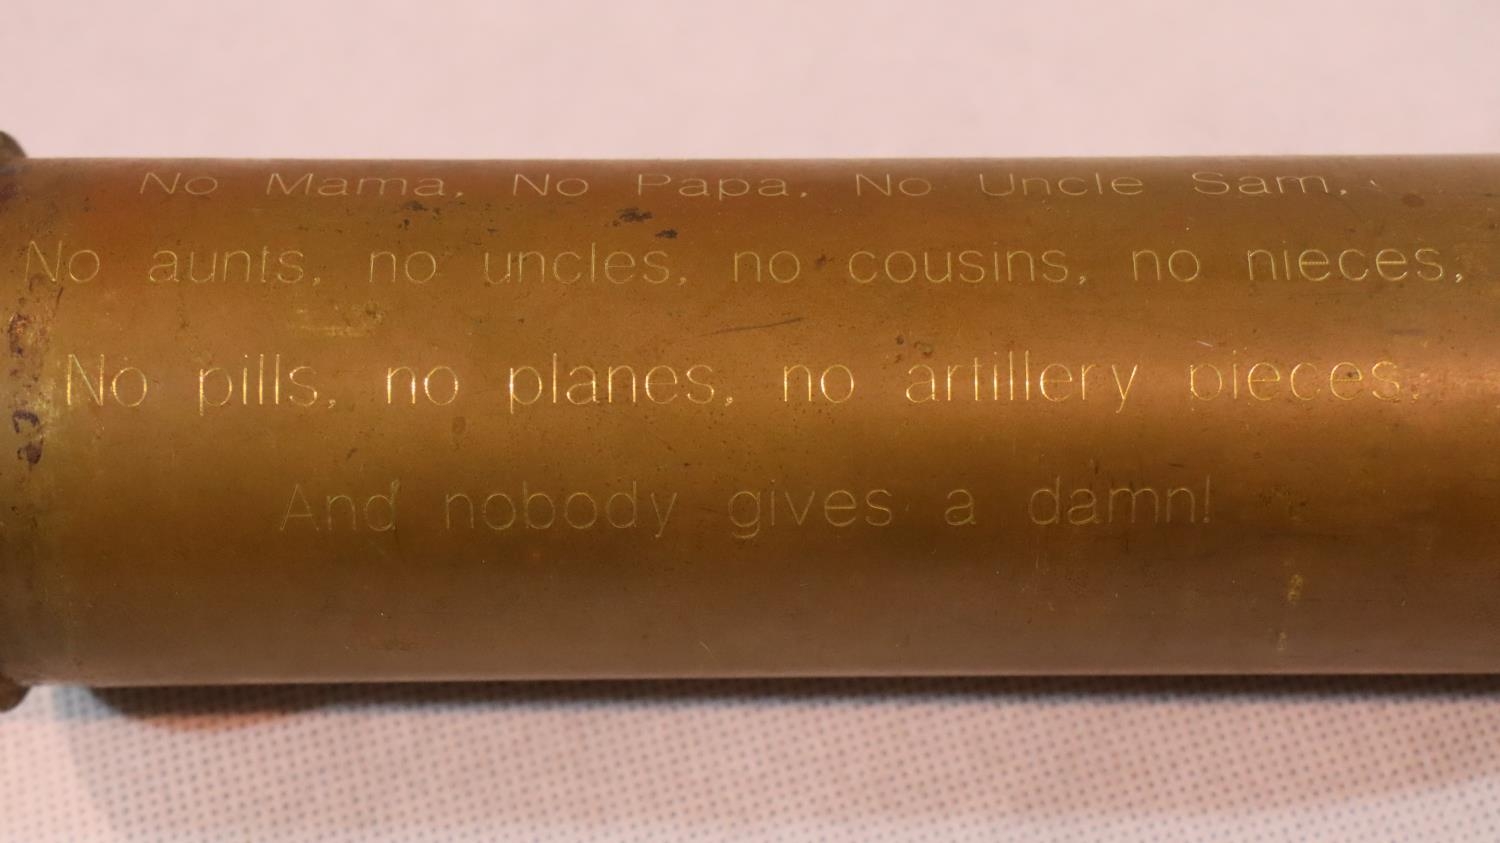 No Mama, No Papa, No Uncle Sam,
No aunts, no uncles, no cousins, no nieces,
No pills, no planes, no artillery pieces,
And nobody gives a damn!